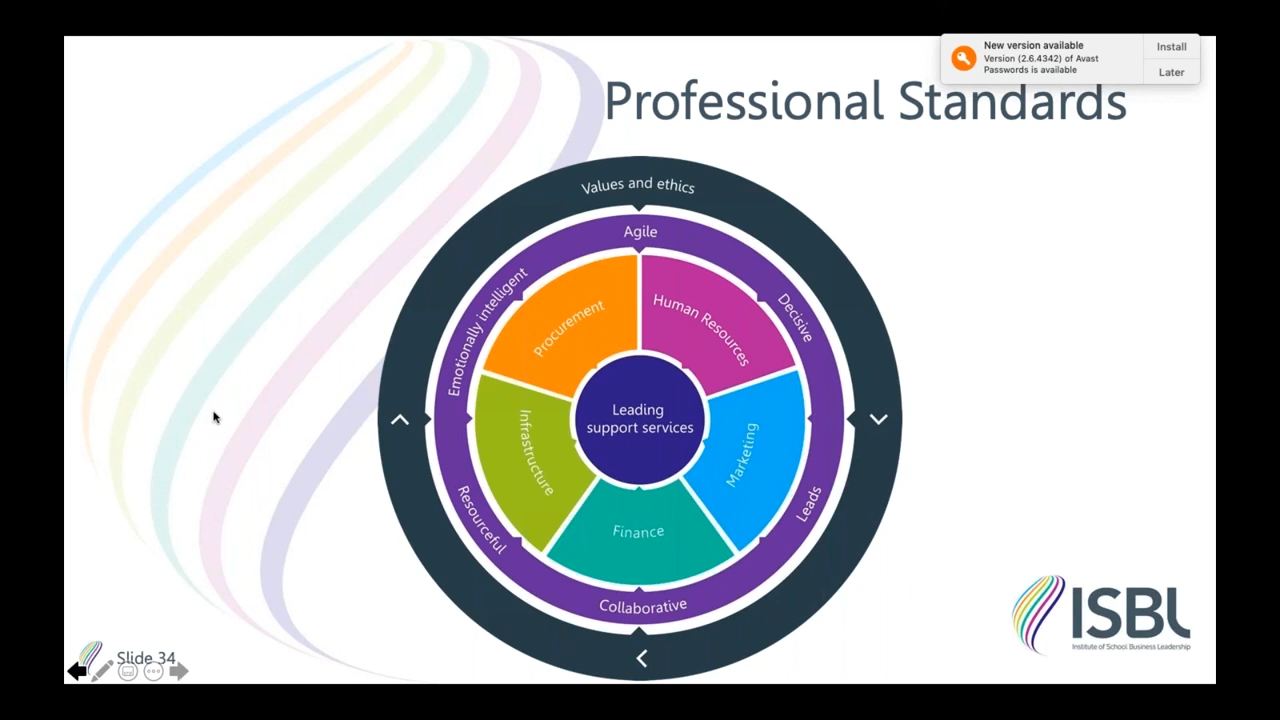 New version available
Version (2.6.4342) of Avast
Passwords is available
Install
Later
Professional Standards
Values and ethics
Agile
Decisive
Leads
Collaborative
Resourceful
Emotionally intelligent
Procurement
Human Resources
Marketing
Finance
Infrastructure
Leading
support services
ISBL
Institute of School Business Leadership
Slide 34